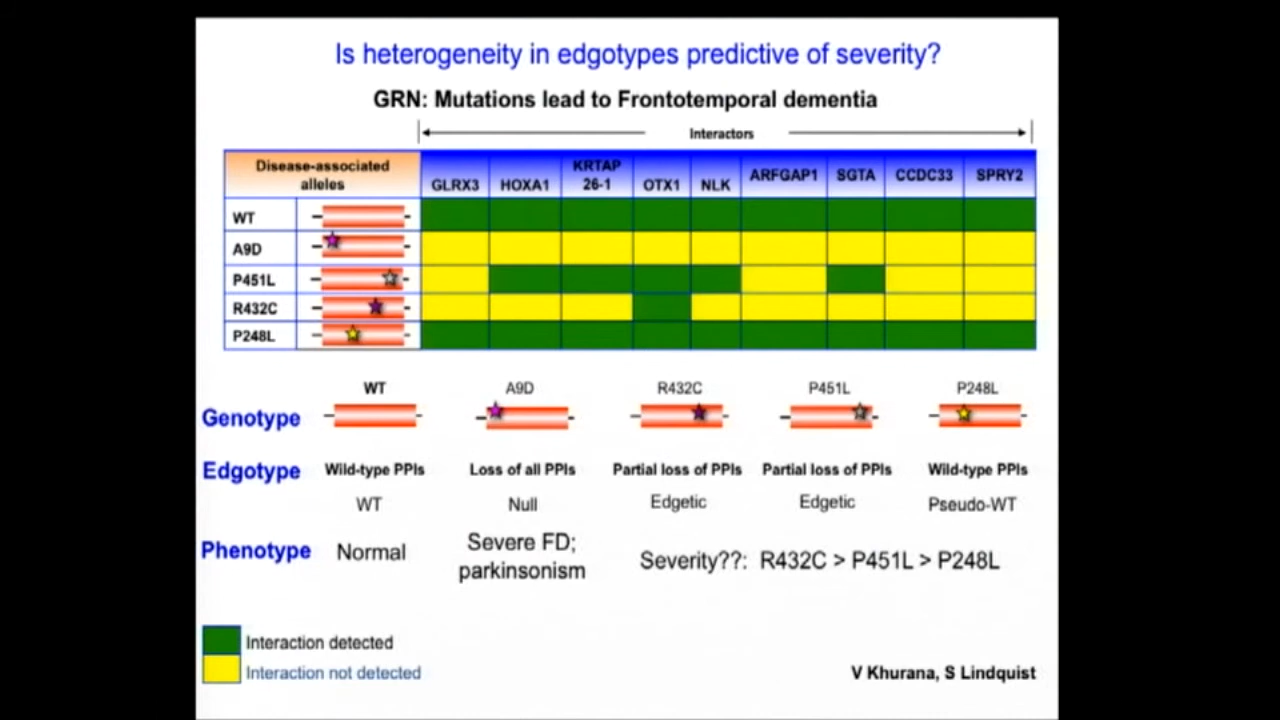 Is heterogeneity in edgotypes predictive of severity?
GRN: Mutations lead to Frontotemporal dementia
Interactors
Disease-associated
alleles
GLRX3 HOXA1 KRTAP
26-1 OTX1 NLK ARFGAP1 SGTA CCDC33 SPRY2
WT
A9D
P451L
R432C
P248L
WT A9D R432C P451L P248L
Genotype
Edgotype Wild-type PPIs Loss of all PPIs Partial loss of PPIs Partial loss of PPIs Wild-type PPIs
WT Null Edgetic Edgetic Pseudo-WT
Phenotype Normal Severe FD;
parkinsonism Severity??: R432C > P451L > P248L
Interaction detected
Interaction not detected
V Khurana, S Lindquist